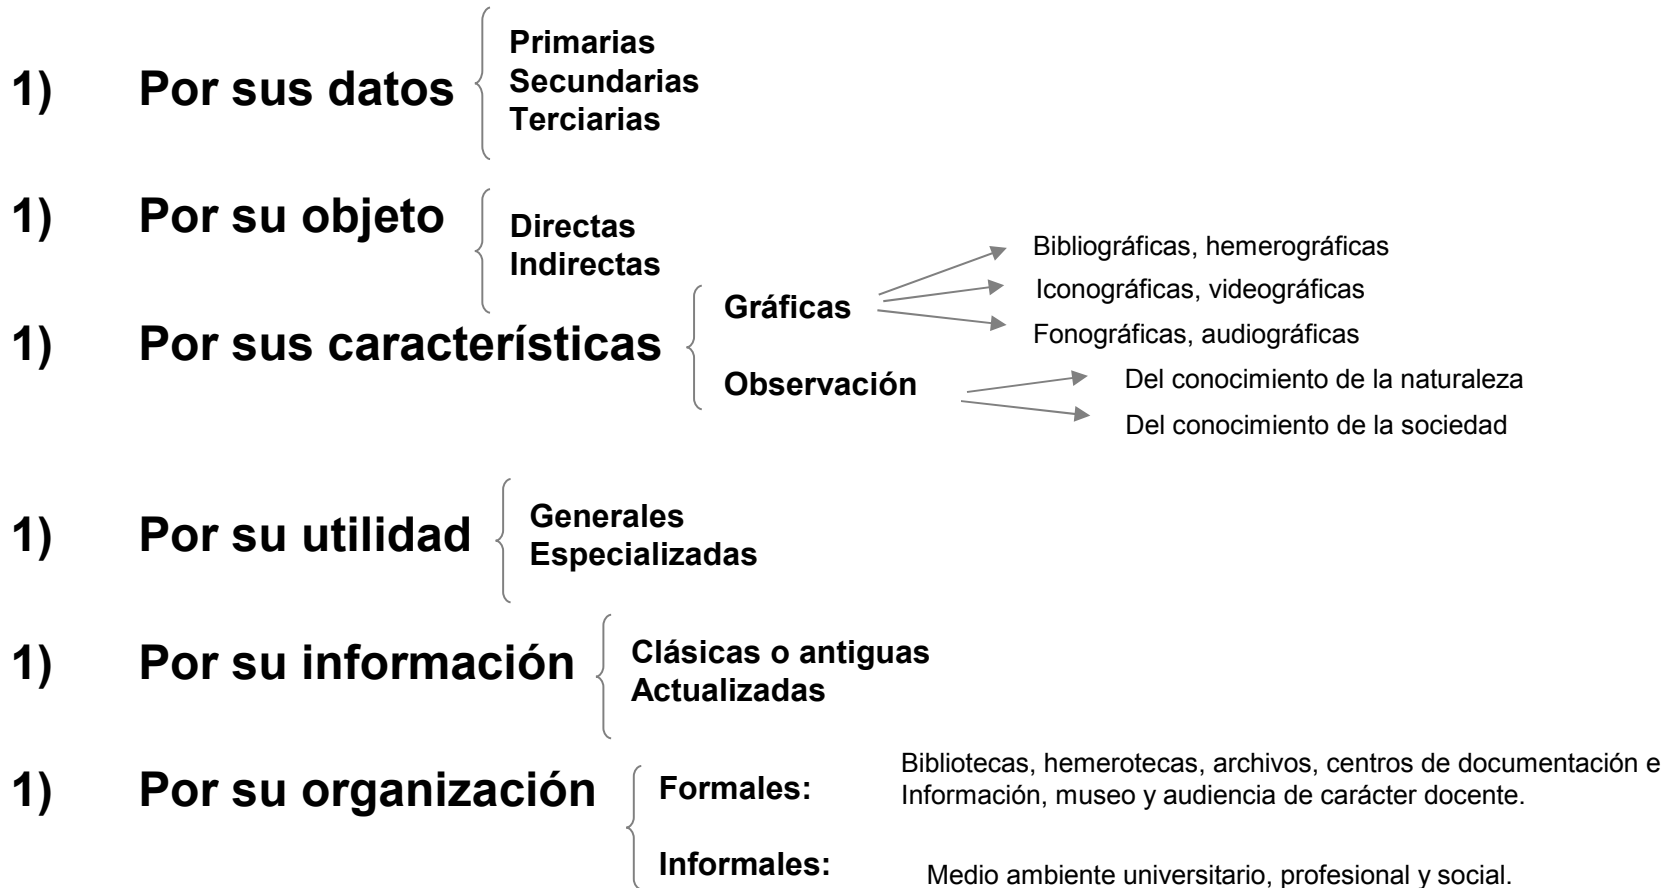 1) Por sus datos
Primarias
Secundarias
Terciarias
1) Por su objeto
Directas
Indirectas
1) Por sus características
Gráficas
Bibliográficas, hemerográficas
Iconográficas, videográficas
Fonográficas, audiográficas
Observación
Del conocimiento de la naturaleza
Del conocimiento de la sociedad
1) Por su utilidad
Generales
Especializadas
1) Por su información
Clásicas o antiguas
Actualizadas
1) Por su organización
Formales:
Bibliotecas, hemerotecas, archivos, centros de documentación e
Información, museo y audiencia de carácter docente.
Informales:
Medio ambiente universitario, profesional y social.